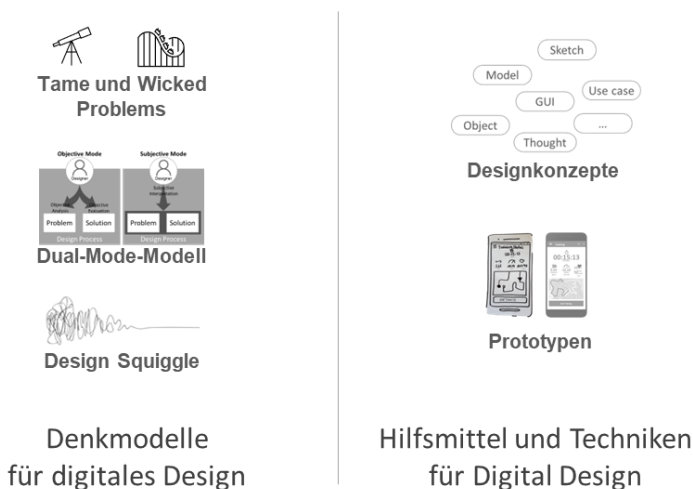 Tame und Wicked
Problems
Objective Mode
Subjective Mode
Designer
Designer
Subjective
Interpretation
Problem
Solution
Problem
Solution
Design Process
Design Process
Dual-Mode-Modell
Design Squiggle
Denkmodelle
für digitales Design
Sketch
Model
Use case
GUI
Object
...
Thought
Designkonzepte
00:15:13
Prototypen
Hilfsmittel und Techniken
für Digital Design